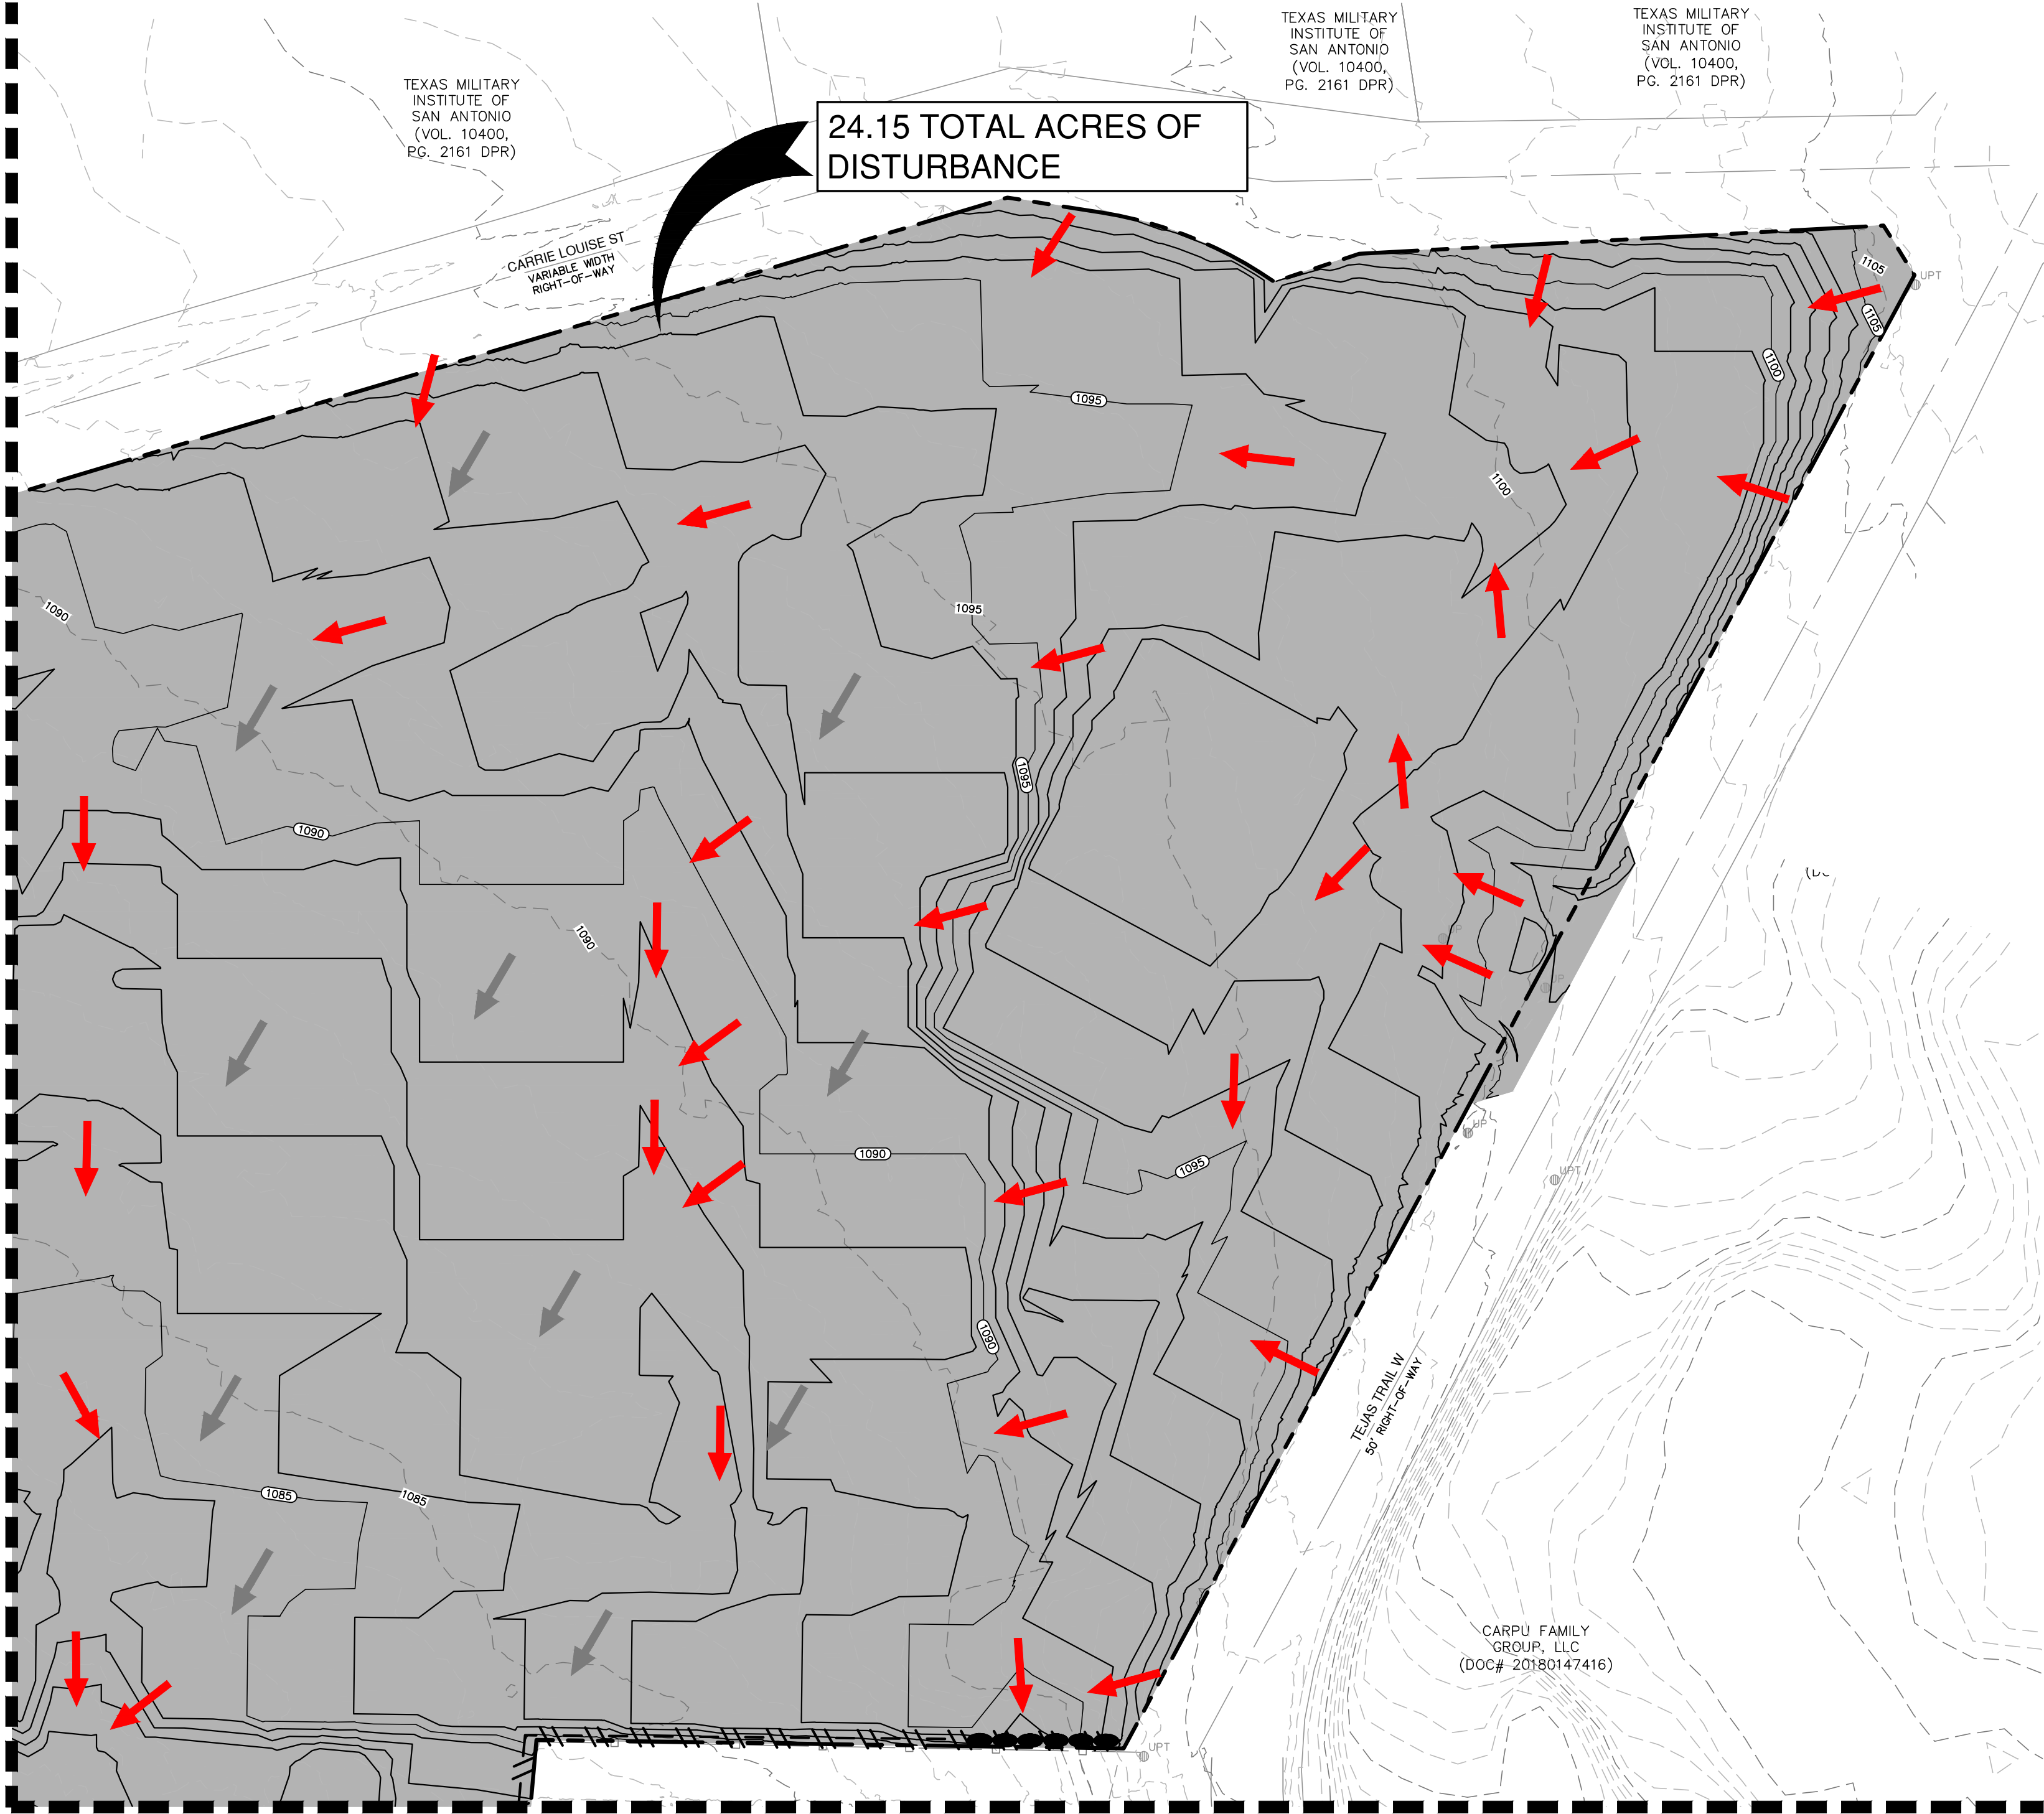 TEXAS MILITARY
INSTITUTE OF
SAN ANTONIO
(VOL. 10400,
PG. 2161 DPR)
TEXAS MILITARY
INSTITUTE OF
SAN ANTONIO
(VOL. 10400,
PG. 2161 DPR)
TEXAS MILITARY
INSTITUTE OF
SAN ANTONIO
(VOL. 10400,
PG. 2161 DPR)
24.15 TOTAL ACRES OF
DISTURBANCE
CARRIE LOUISE ST
VARIABLE WIDTH
RIGHT-OF-WAY
1105
UPT
1105
1100
1095
1100
1090
1095
1095
1090
1090
UP
UP
UP
1090
1095
UPT
1090
TEJAS TRAIL W
50' RIGHT-OF-WAY
1085
1085
CARPU FAMILY
GROUP, LLC
(DOC# 20180147416)
UPT